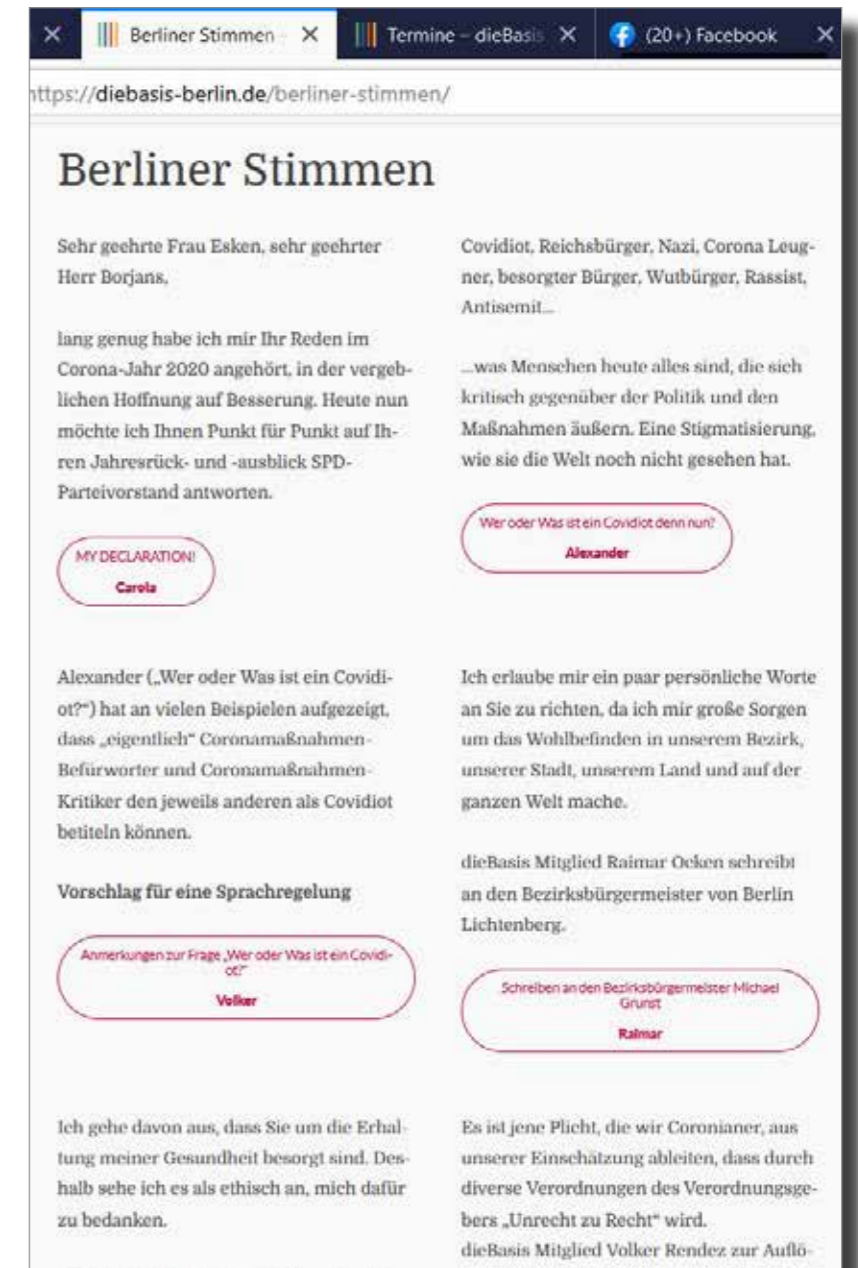 Berliner Stimmen -
Termine – dieBasis
(20+) Facebook
https://diebasis-berlin.de/berliner-stimmen/
Berliner Stimmen
Sehr geehrte Frau Esken, sehr geehrter
Herr Borjans,
lang genug habe ich mir Ihr Reden im
Corona-Jahr 2020 angehört, in der vergeb-
lichen Hoffnung auf Besserung. Heute nun
möchte ich Ihnen Punkt für Punkt auf Ih-
ren Jahresrück- und -ausblick SPD-
Parteivorstand antworten.
MY DECLARATION!
Carola
Covidiot, Reichsbürger, Nazi, Corona Leug-
ner, besorgter Bürger, Wutbürger, Rassist,
Antisemit...
...was Menschen heute alles sind, die sich
kritisch gegenüber der Politik und den
Maßnahmen äußern. Eine Stigmatisierung,
wie sie die Welt noch nicht gesehen hat.
Wer oder Was ist ein Covidiot denn nun?
Alexander
Alexander („Wer oder Was ist ein Covidi-
ot?“) hat an vielen Beispielen aufgezeigt,
dass „eigentlich“ Coronamaßnahmen-
Befürworter und Coronamaßnahmen-
Kritiker den jeweils anderen als Covidiot
betiteln können.
Vorschlag für eine Sprachregelung
Anmerkungen zur Frage „Wer oder Was ist ein Covidi-
ot?“
Volker
Ich erlaube mir ein paar persönliche Worte
an Sie zu richten, da ich mir große Sorgen
um das Wohlbefinden in unserem Bezirk,
unserer Stadt, unserem Land und auf der
ganzen Welt mache.
dieBasis Mitglied Raimar Ocken schreibt
an den Bezirksbürgermeister von Berlin
Lichtenberg.
Schreiben an den Bezirksbürgermeister Michael
Grunst
Raimar
Ich gehe davon aus, dass Sie um die Erhal-
tung meiner Gesundheit besorgt sind. Des-
halb sehe ich es als ethisch an, mich dafür
zu bedanken.
Es ist jene Plicht, die wir Coronianer, aus
unserer Einschätzung ableiten, dass durch
diverse Verordnungen des Verordnungsge-
bers „Unrecht zu Recht“ wird.
dieBasis Mitglied Volker Rendez zur Auflö-